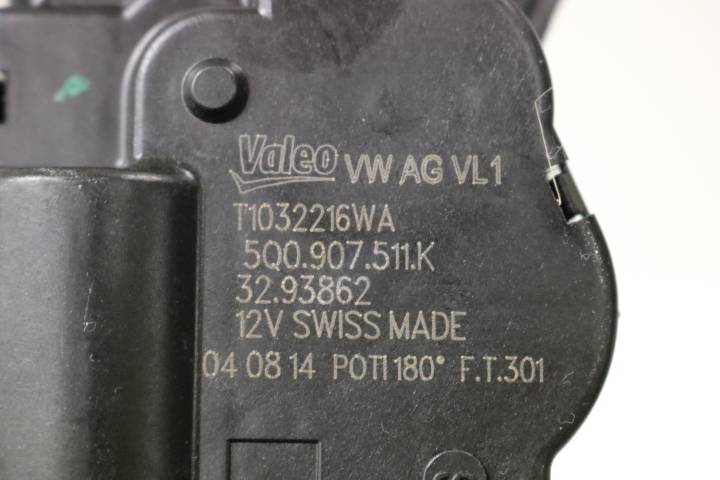 Valeo VW AG VL1
T1032216WA
5Q0.907.511.K
32.93862
12V SWISS MADE
04 08 14 POTI 180° F.T.301